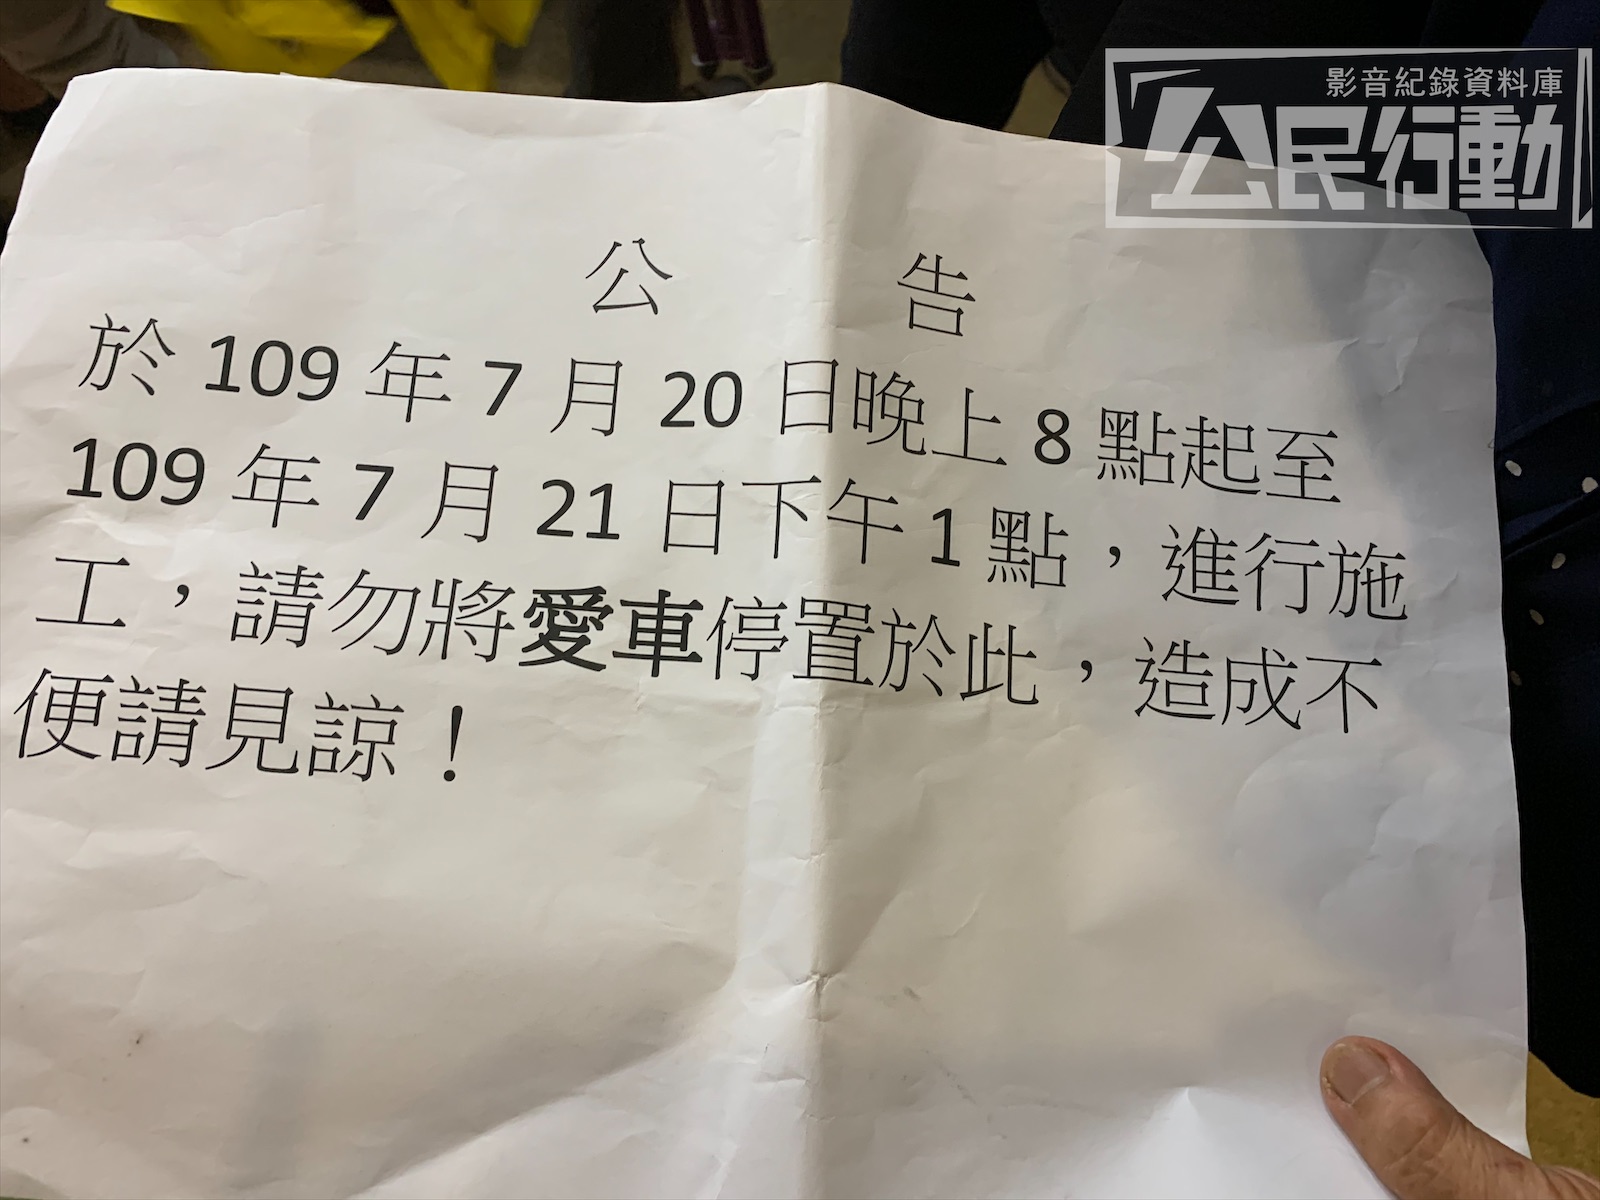 影音紀錄資料庫
公民行動
公 告
於 109 年 7 月 20 日晚上 8 點起至
109 年 7 月 21 日下午 1 點，進行施
工，請勿將愛車停置於此，造成不
便請見諒！